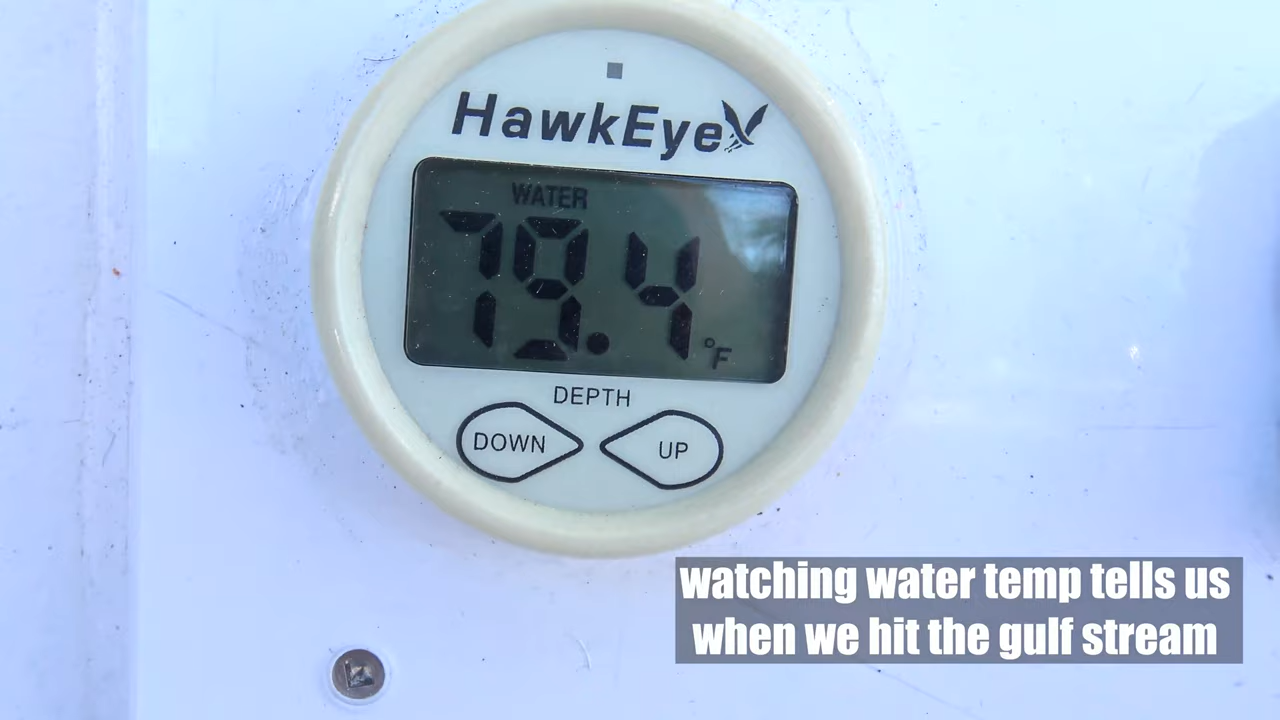 HawkEye
WATER
79.4 °F
DEPTH
DOWN UP
watching water temp tells us
when we hit the gulf stream